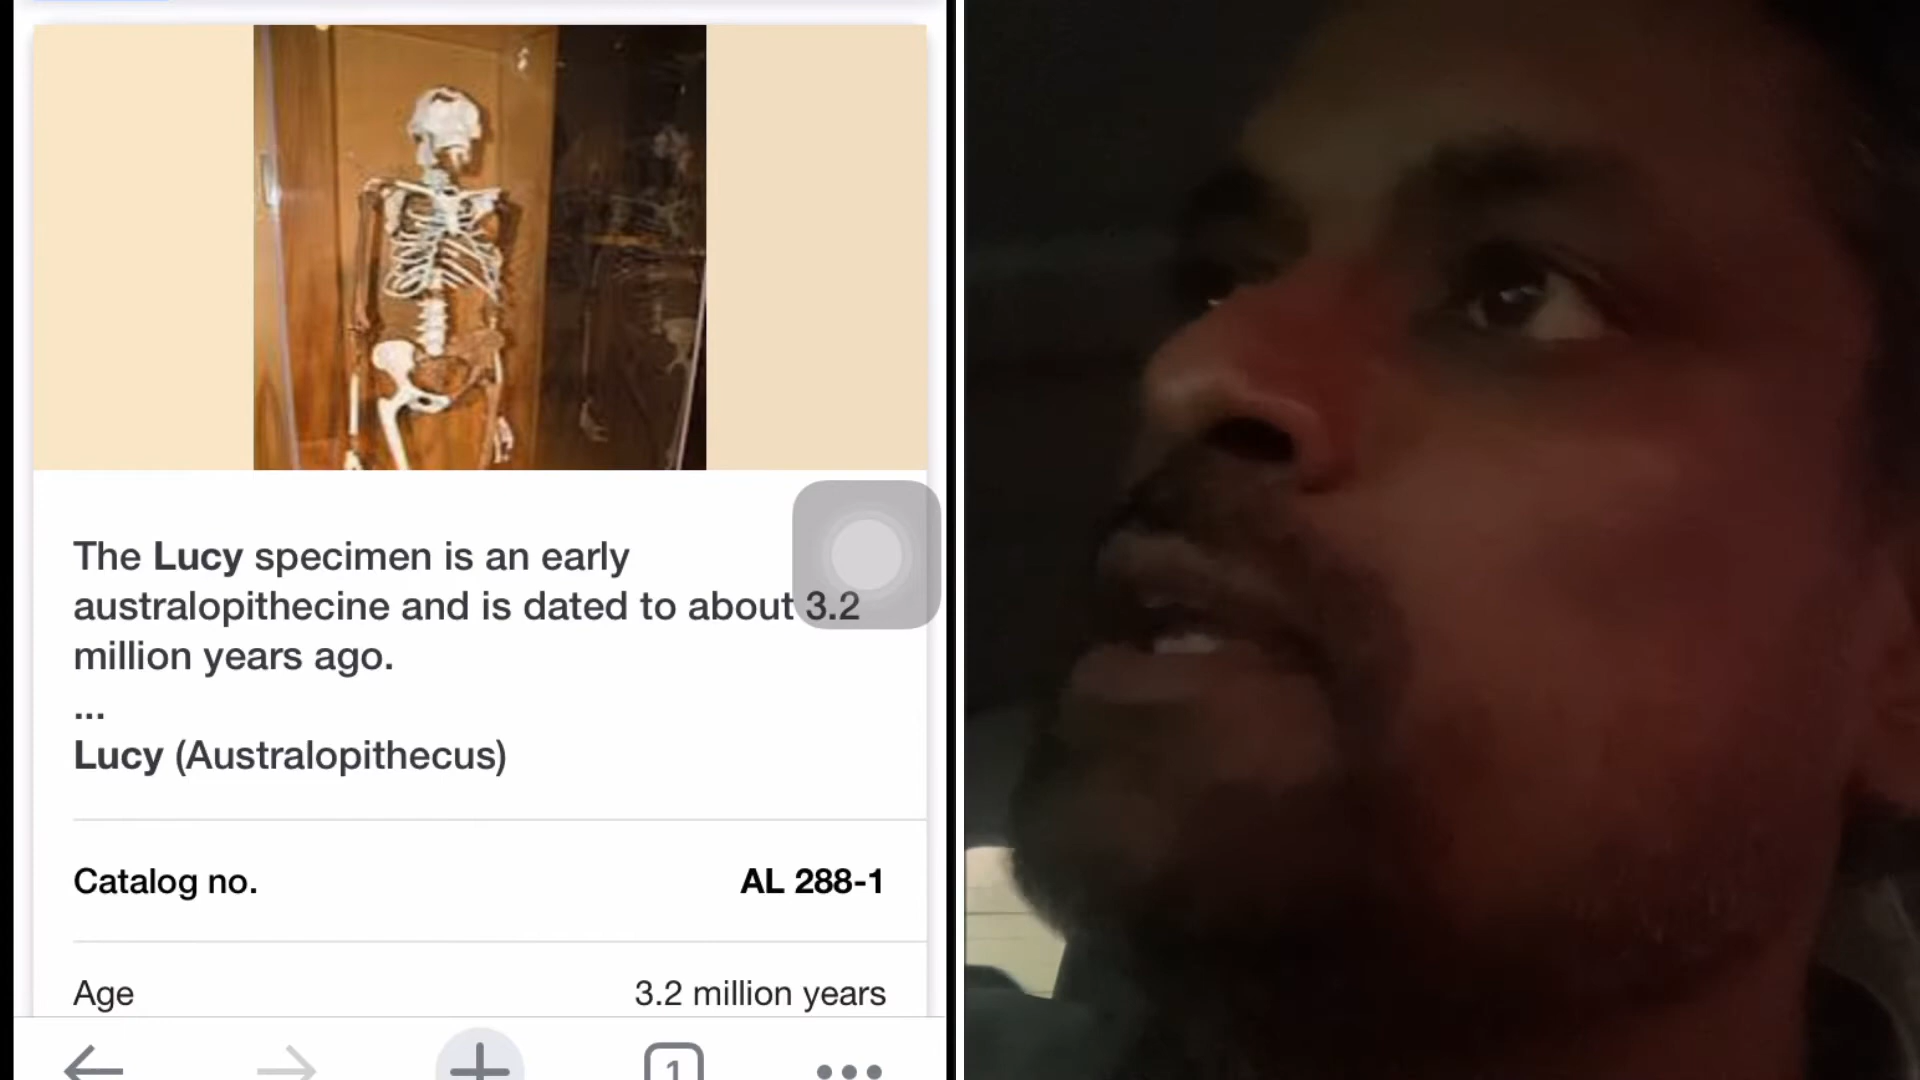 The Lucy specimen is an early
australopithecine and is dated to about 3.2
million years ago.
...
Lucy (Australopithecus)
Catalog no. AL 288-1
Age 3.2 million years
1